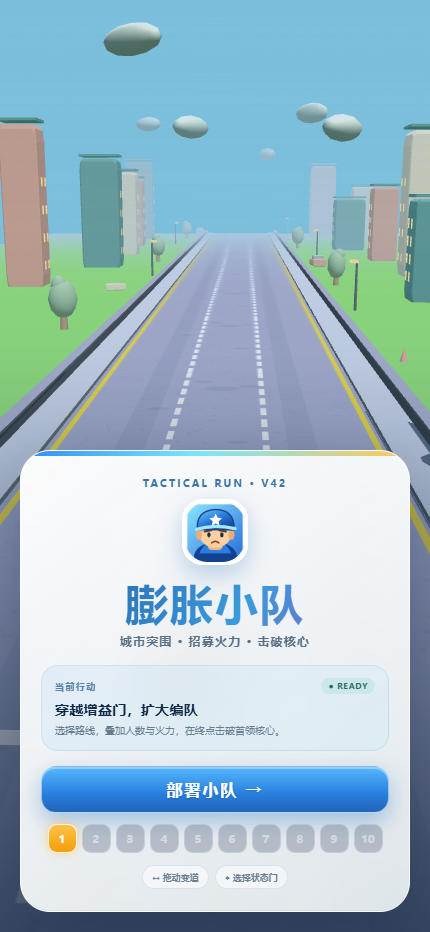 TACTICAL RUN • V42
膨胀小队
城市突围 • 招募火力 • 击破核心
当前行动
● READY
穿越增益门，扩大编队
选择路线，叠加人数与火力，在终点击破首领核心。
部署小队 →
1 2 3 4 5 6 7 8 9 10
↔ 拖动变道
✦ 选择状态门